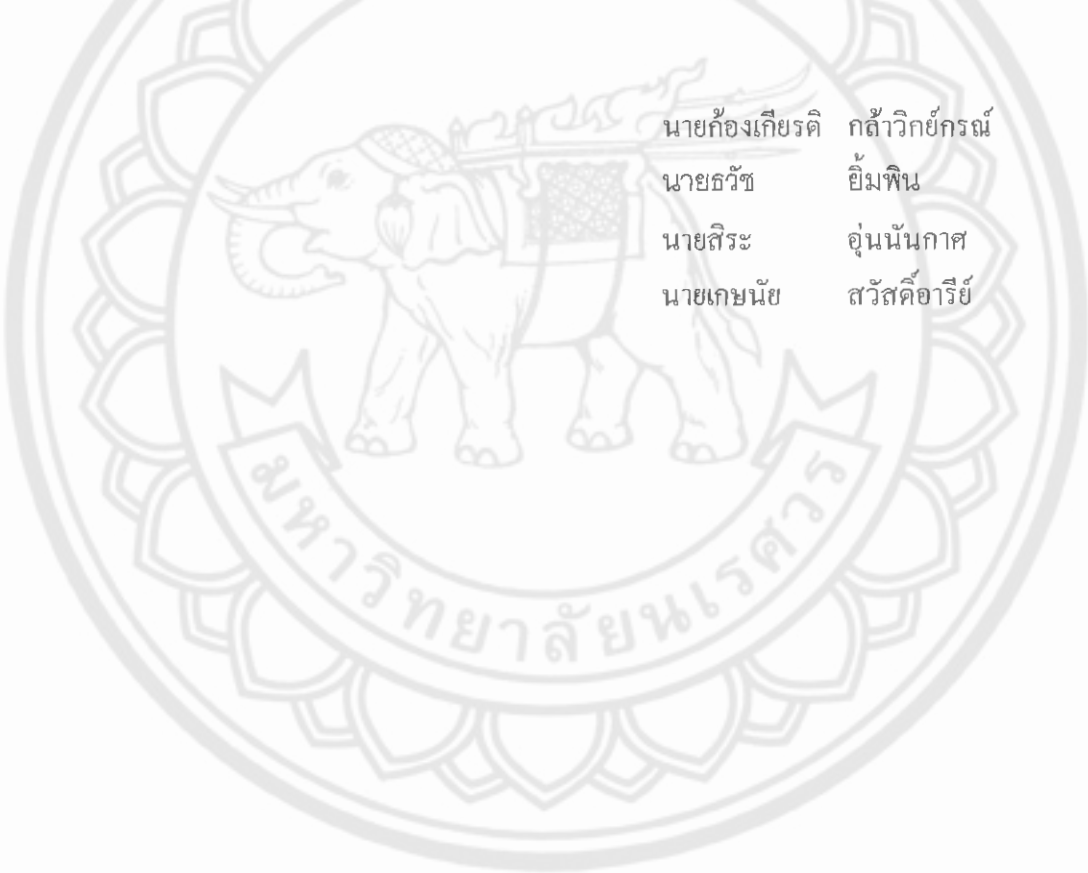 นายก้องเกียรติ กล้าวิกย์กรณ์
นายธวัช ยิ้มพิน
นายสิระ อุ่นนันกาศ
นายเกษนัย สวัสดิ์อารีย์
มหาวิทยาลัยนเรศวร